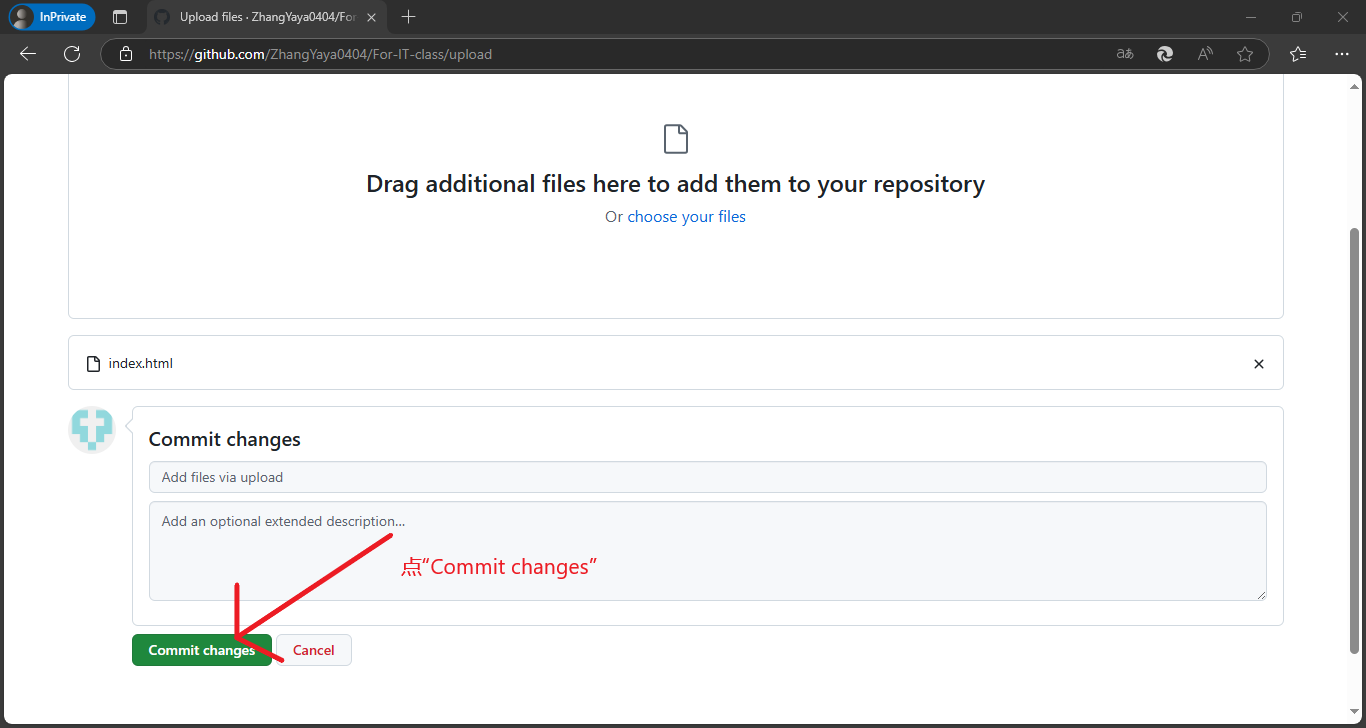 InPrivate
Upload files · ZhangYaya0404/For
https://github.com/ZhangYaya0404/For-IT-class/upload
aあ
Drag additional files here to add them to your repository
Or choose your files
index.html
Commit changes
Add files via upload
Add an optional extended description...
点“Commit changes”
Commit changes
Cancel